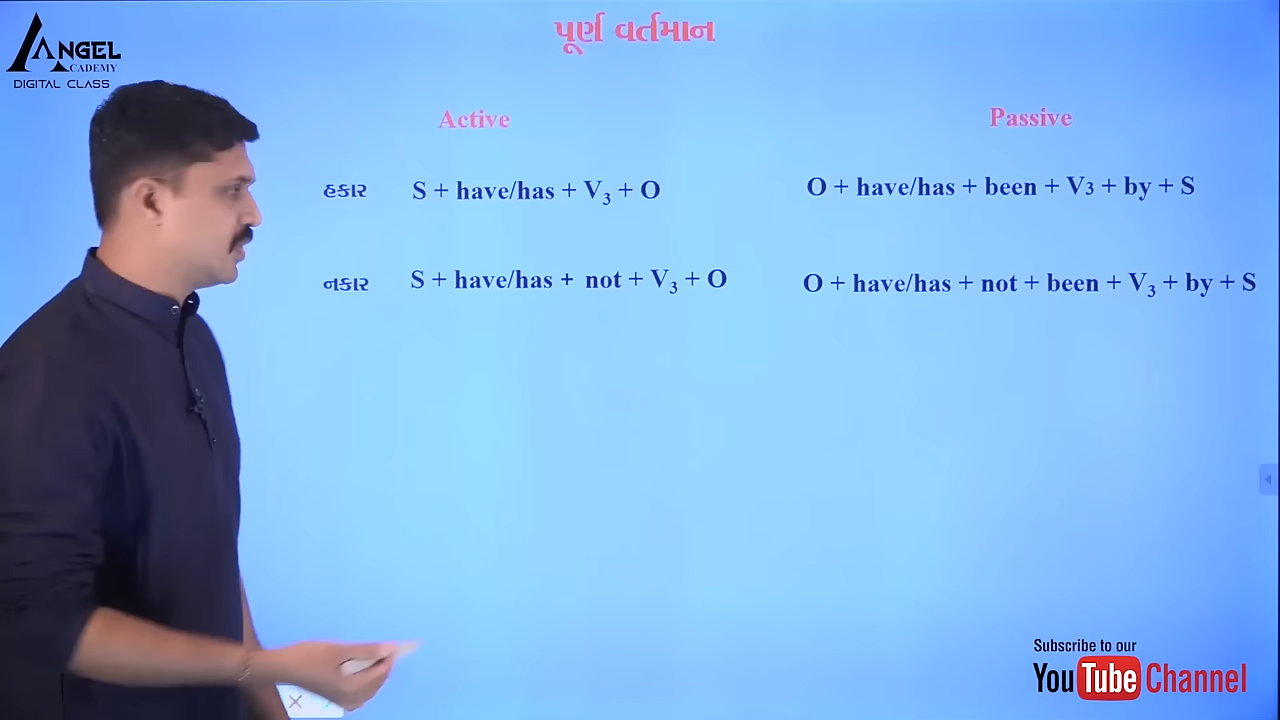 ANGEL
ACADEMY
DIGITAL CLASS
પૂર્ણ વર્તમાન
Active Passive
હકાર S + have/has + V₃ + O O + have/has + been + V3 + by + S
નકાર S + have/has + not + V₃ + O O + have/has + not + been + V₃ + by + S
Subscribe to our
YouTube Channel